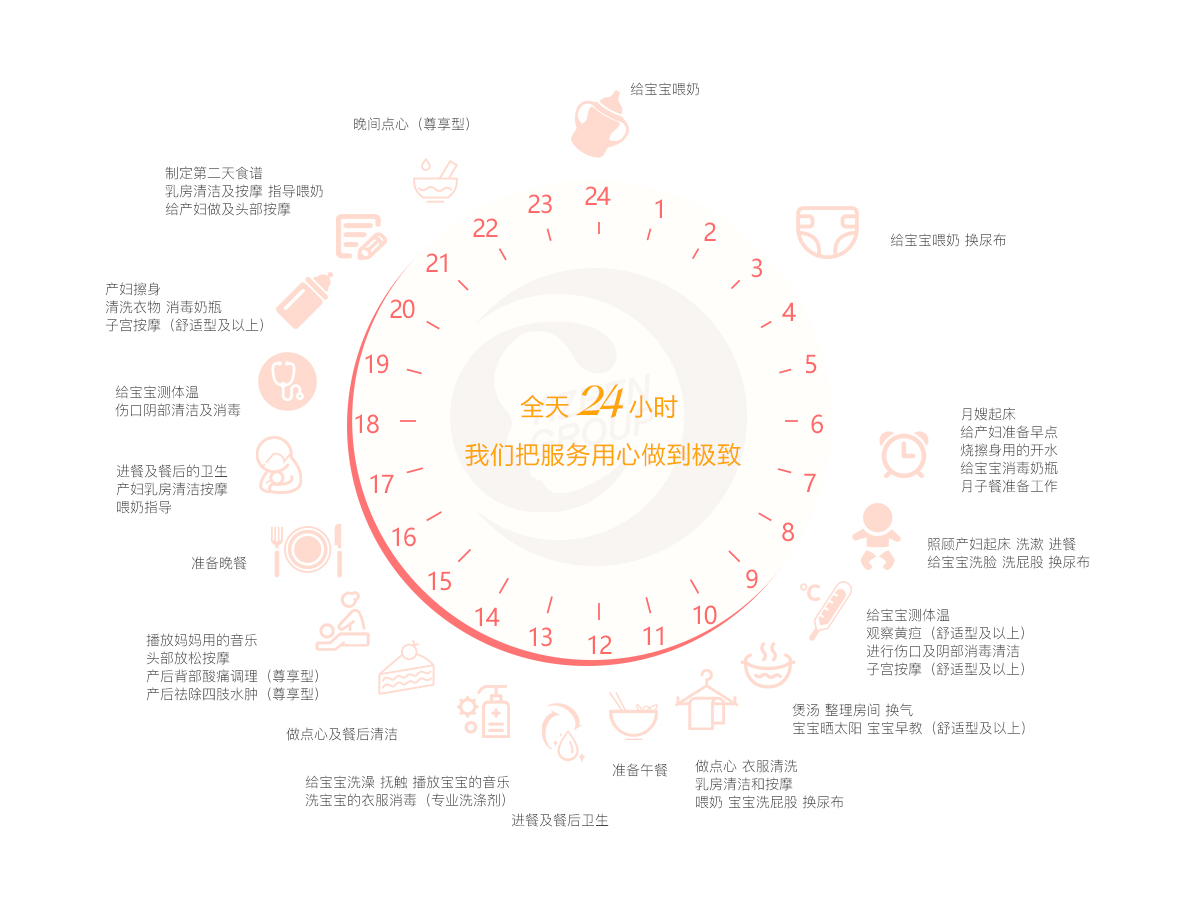 给宝宝喂奶
晚间点心（尊享型）
制定第二天食谱
乳房清洁及按摩 指导喂奶
给产妇做及头部按摩
给宝宝喂奶 换尿布
产妇擦身
清洗衣物 消毒奶瓶
子宫按摩（舒适型及以上）
给宝宝测体温
伤口阴部清洁及消毒
进餐及餐后的卫生
产妇乳房清洁按摩
喂奶指导
准备晚餐
播放妈妈用的音乐
头部放松按摩
产后背部酸痛调理（尊享型）
产后祛除四肢水肿（尊享型）
做点心及餐后清洁
给宝宝洗澡 抚触 播放宝宝的音乐
洗宝宝的衣服消毒（专业洗涤剂）
进餐及餐后卫生
准备午餐
做点心 衣服清洗
乳房清洁和按摩
喂奶 宝宝洗屁股 换尿布
煲汤 整理房间 换气
宝宝晒太阳 宝宝早教（舒适型及以上）
℃
给宝宝测体温
观察黄疸（舒适型及以上）
进行伤口及阴部消毒清洁
子宫按摩（舒适型及以上）
照顾产妇起床 洗漱 进餐
给宝宝洗脸 洗屁股 换尿布
月嫂起床
给产妇准备早点
烧擦身用的开水
给宝宝消毒奶瓶
月子餐准备工作
24
1
2
3
4
5
6
7
8
9
10
11
12
13
14
15
16
17
18
19
20
21
22
23
全天 24 小时
我们把服务用心做到极致
GROUP